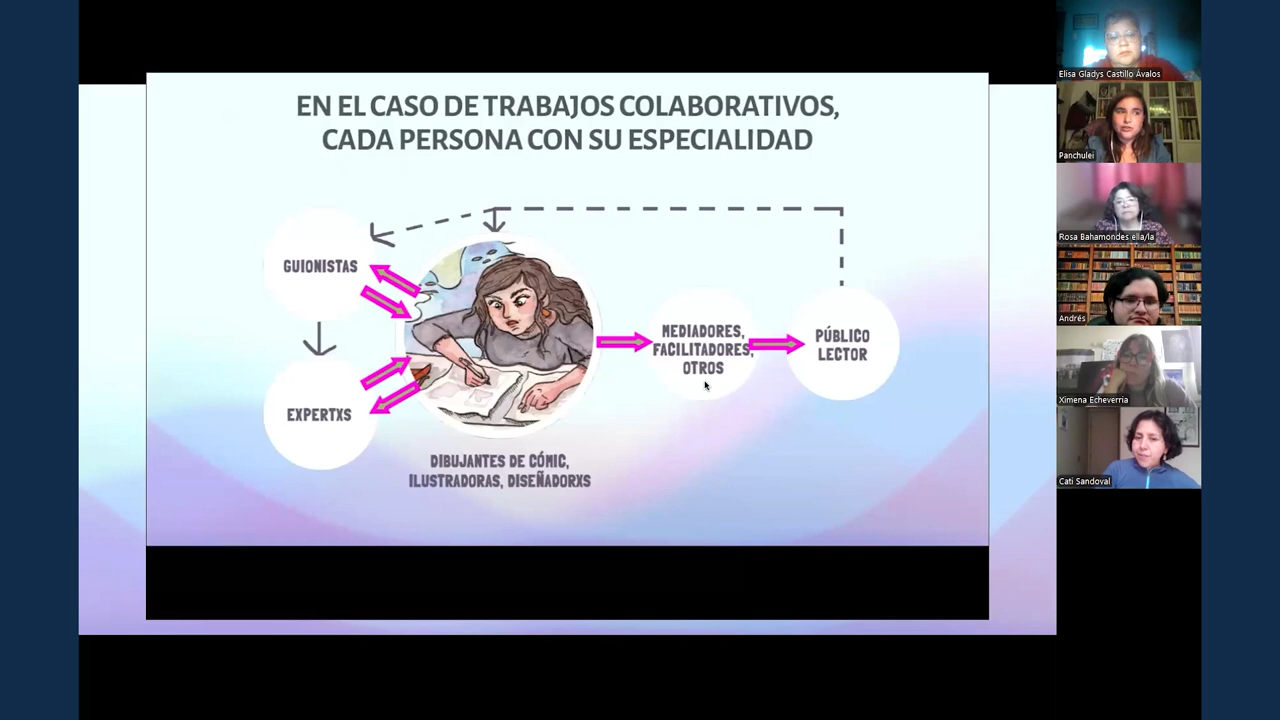 EN EL CASO DE TRABAJOS COLABORATIVOS,
CADA PERSONA CON SU ESPECIALIDAD
GUIONISTAS
EXPERTXS
DIBUJANTES DE CÓMIC,
ILUSTRADORAS, DISEÑADORXS
MEDIADORES,
FACILITADORES,
OTROS
PÚBLICO
LECTOR
Elisa Gladys Castillo Ávalos
Panchulei
Rosa Bahamondes ella/la
Andrés
Ximena Echeverría
Cati Sandoval